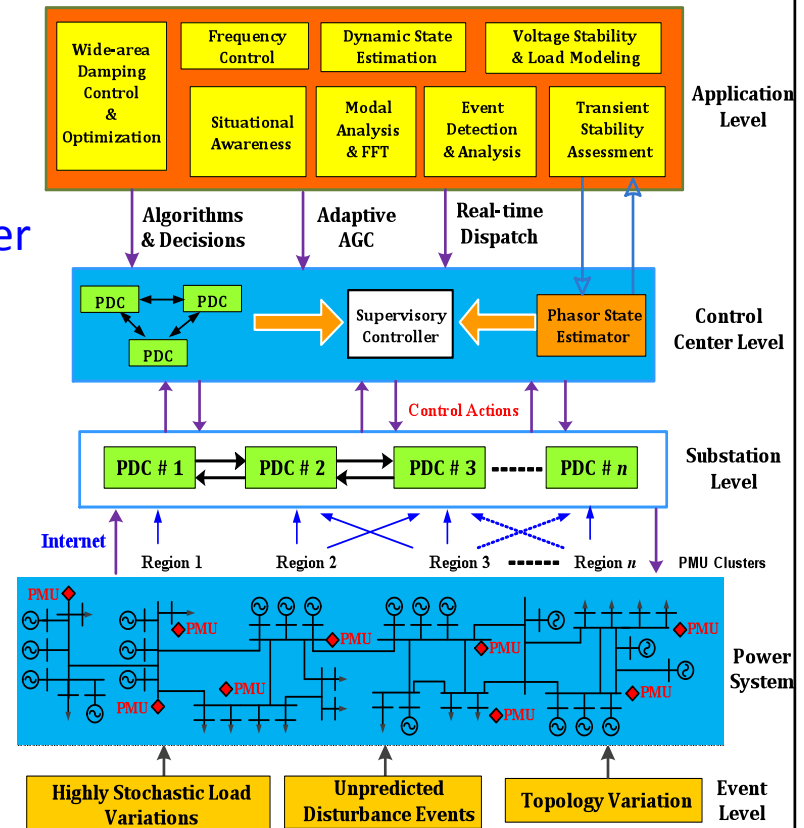 Wide-area
Damping
Control
&
Optimization
Frequency
Control
Dynamic State
Estimation
Voltage Stability
& Load Modeling
Situational
Awareness
Modal
Analysis
& FFT
Event
Detection
& Analysis
Transient
Stability
Assessment
Application
Level
er
Algorithms
& Decisions
Adaptive
AGC
Real-time
Dispatch
PDC
PDC
PDC
Supervisory
Controller
Phasor State
Estimator
Control
Center Level
Control Actions
PDC # 1
PDC # 2
PDC # 3
PDC # n
Substation
Level
Internet
Region 1
Region 2
Region 3
Region n
PMU Clusters
PMU
PMU
PMU
PMU
PMU
PMU
PMU
PMU
PMU
Power
System
Highly Stochastic Load
Variations
Unpredicted
Disturbance Events
Topology Variation
Event
Level